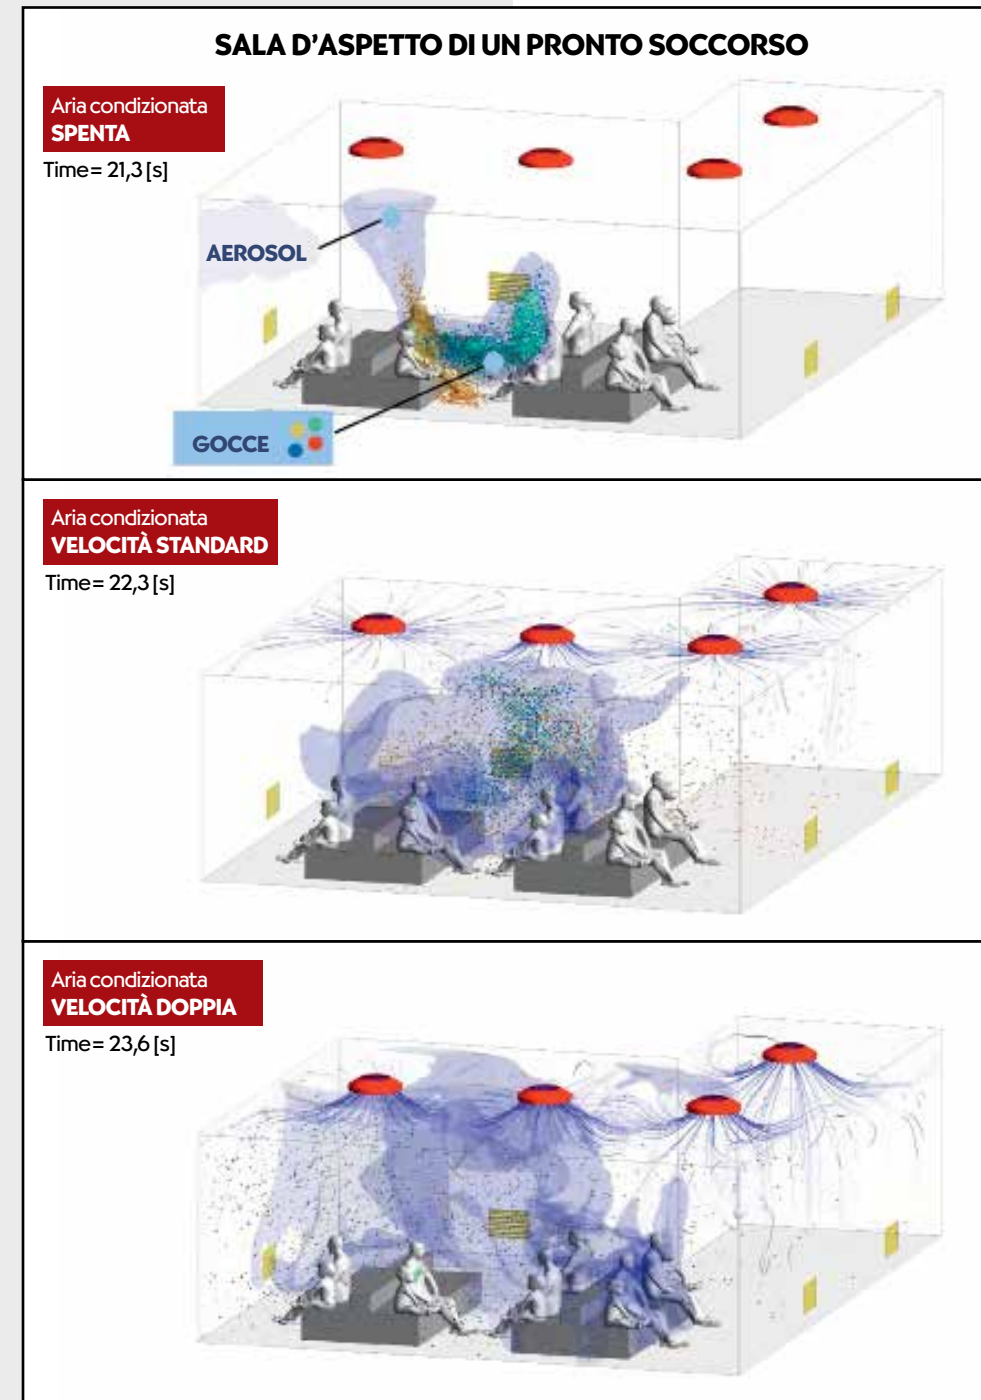 SALA D'ASPETTO DI UN PRONTO SOCCORSO
Aria condizionata
SPENTA
Time= 21,3 [s]
AEROSOL
GOCCE
Aria condizionata
VELOCITÀ STANDARD
Time= 22,3 [s]
Aria condizionata
VELOCITÀ DOPPIA
Time= 23,6 [s]